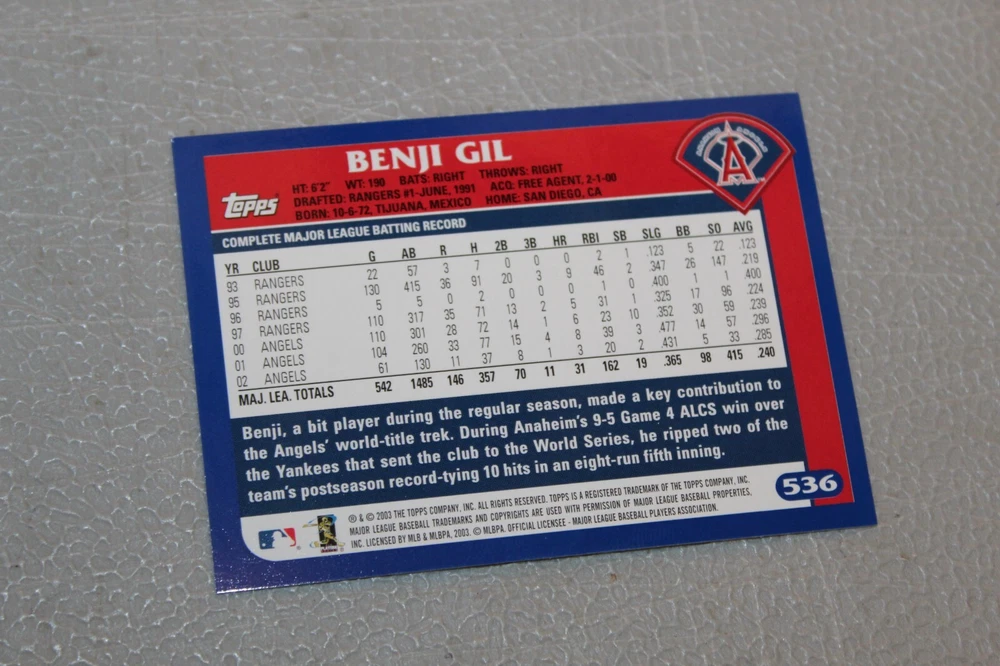 BENJI GIL
topps
HT: 6'2" WT: 190 BATS: RIGHT THROWS: RIGHT
DRAFTED: RANGERS #1-JUNE, 1991 ACQ: FREE AGENT, 2-1-00
BORN: 10-6-72, TIJUANA, MEXICO HOME: SAN DIEGO, CA
A
COMPLETE MAJOR LEAGUE BATTING RECORD
YR CLUB G AB R H 2B 3B HR RBI SB SLG BB SO AVG
93 RANGERS 22 57 3 7 0 0 0 2 1 .123 5 22 .123
95 RANGERS 130 415 36 91 20 3 9 46 2 .347 26 147 .219
96 RANGERS 5 5 0 2 0 0 0 1 0 .400 1 1 .400
97 RANGERS 110 317 35 71 13 2 5 31 1 .325 17 96 .224
00 ANGELS 110 301 28 72 14 1 6 23 10 .352 30 59 .239
01 ANGELS 104 260 33 77 15 4 8 39 3 .477 14 57 .296
02 ANGELS 61 130 11 37 8 1 3 20 2 .431 5 33 .285
MAJ. LEA. TOTALS 542 1485 146 357 70 11 31 162 19 .365 98 415 .240
Benji, a bit player during the regular season, made a key contribution to
the Angels' world-title trek. During Anaheim's 9-5 Game 4 ALCS win over
the Yankees that sent the club to the World Series, he ripped two of the
team's postseason record-tying 10 hits in an eight-run fifth inning.
536
® & © 2003 THE TOPPS COMPANY, INC. ALL RIGHTS RESERVED. TOPPS IS A REGISTERED TRADEMARK OF THE TOPPS COMPANY, INC.
MAJOR LEAGUE BASEBALL TRADEMARKS AND COPYRIGHTS ARE USED WITH PERMISSION OF MAJOR LEAGUE BASEBALL PROPERTIES,
INC. LICENSED BY MLB & MLBPA, 2003. © MLBPA. OFFICIAL LICENSEE - MAJOR LEAGUE BASEBALL PLAYERS ASSOCIATION.